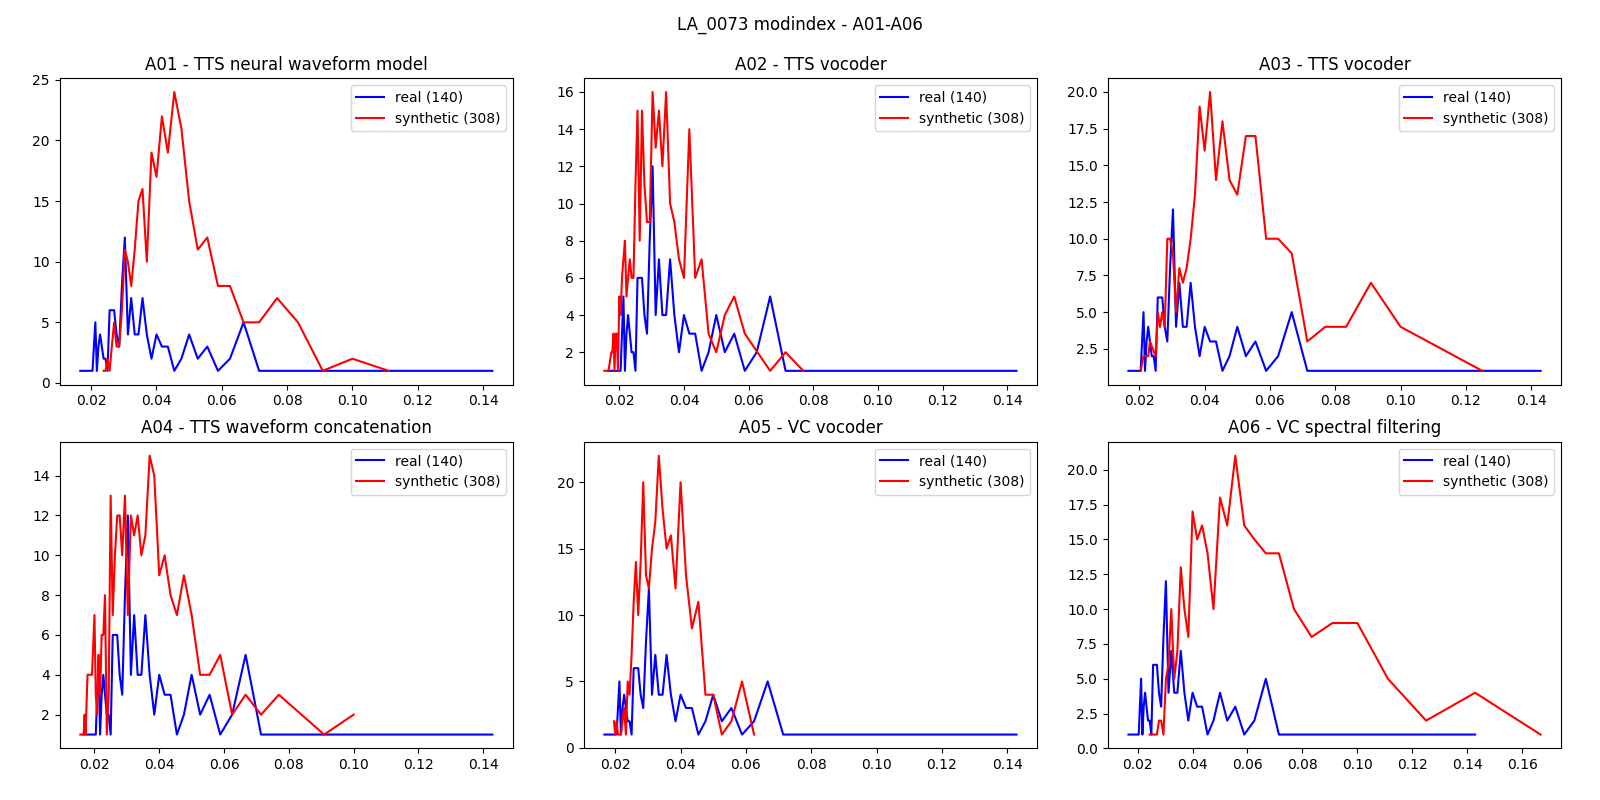 LA_0073 modindex - A01-A06
A01 - TTS neural waveform model
25
20
15
10
5
0
0.02 0.04 0.06 0.08 0.10 0.12 0.14
real (140)
synthetic (308)
A02 - TTS vocoder
16
14
12
10
8
6
4
2
0.02 0.04 0.06 0.08 0.10 0.12 0.14
real (140)
synthetic (308)
A03 - TTS vocoder
20.0
17.5
15.0
12.5
10.0
7.5
5.0
2.5
0.02 0.04 0.06 0.08 0.10 0.12 0.14
real (140)
synthetic (308)
A04 - TTS waveform concatenation
14
12
10
8
6
4
2
0.02 0.04 0.06 0.08 0.10 0.12 0.14
real (140)
synthetic (308)
A05 - VC vocoder
20
15
10
5
0
0.02 0.04 0.06 0.08 0.10 0.12 0.14
real (140)
synthetic (308)
A06 - VC spectral filtering
20.0
17.5
15.0
12.5
10.0
7.5
5.0
2.5
0.0
0.02 0.04 0.06 0.08 0.10 0.12 0.14 0.16
real (140)
synthetic (308)